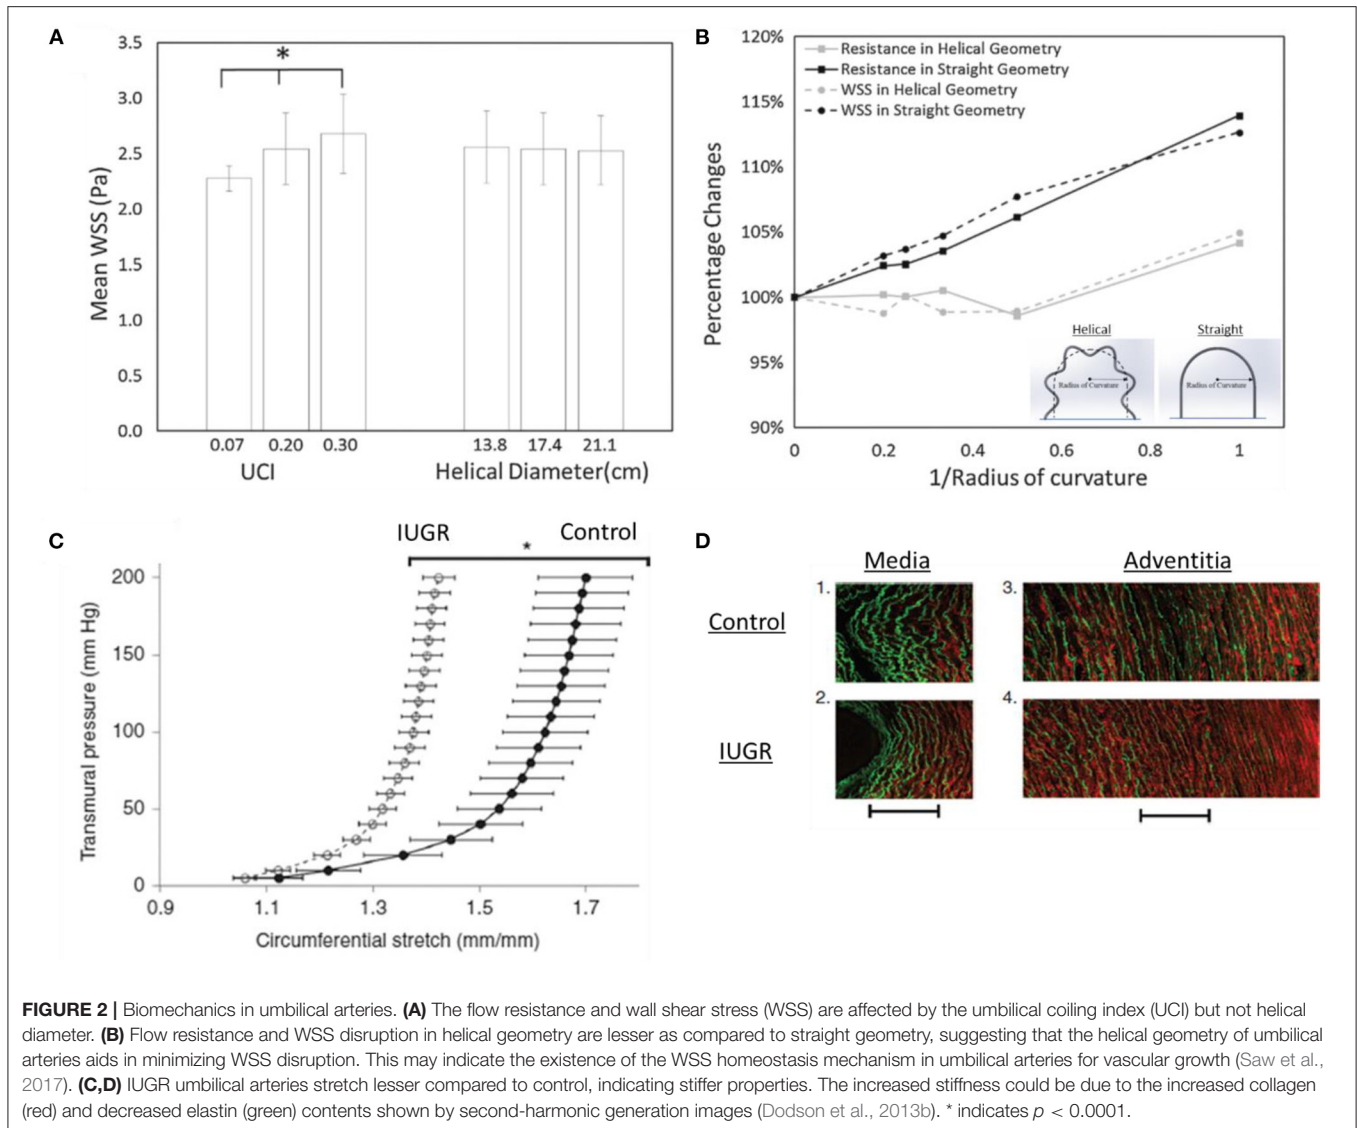 A
3.5
3.0
2.5
2.0
1.5
1.0
0.5
0.0
Mean WSS (Pa)
*
0.07 0.20 0.30 13.8 17.4 21.1
UCI Helical Diameter(cm)
B
120%
115%
110%
105%
100%
95%
90%
Percentage Changes
Resistance in Helical Geometry
Resistance in Straight Geometry
WSS in Helical Geometry
WSS in Straight Geometry
Helical Straight
Radius of Curvature Radius of Curvature
0 0.2 0.4 0.6 0.8 1
1/Radius of curvature
C
IUGR Control
*
200
150
100
50
0
Transmural pressure (mm Hg)
0.9 1.1 1.3 1.5 1.7
Circumferential stretch (mm/mm)
D
Media Adventitia
Control
1. 3.
IUGR
2. 4.
FIGURE 2 | Biomechanics in umbilical arteries. (A) The flow resistance and wall shear stress (WSS) are affected by the umbilical coiling index (UCI) but not helical
diameter. (B) Flow resistance and WSS disruption in helical geometry are lesser as compared to straight geometry, suggesting that the helical geometry of umbilical
arteries aids in minimizing WSS disruption. This may indicate the existence of the WSS homeostasis mechanism in umbilical arteries for vascular growth (Saw et al.,
2017). (C,D) IUGR umbilical arteries stretch lesser compared to control, indicating stiffer properties. The increased stiffness could be due to the increased collagen
(red) and decreased elastin (green) contents shown by second-harmonic generation images (Dodson et al., 2013b). * indicates p < 0.0001.